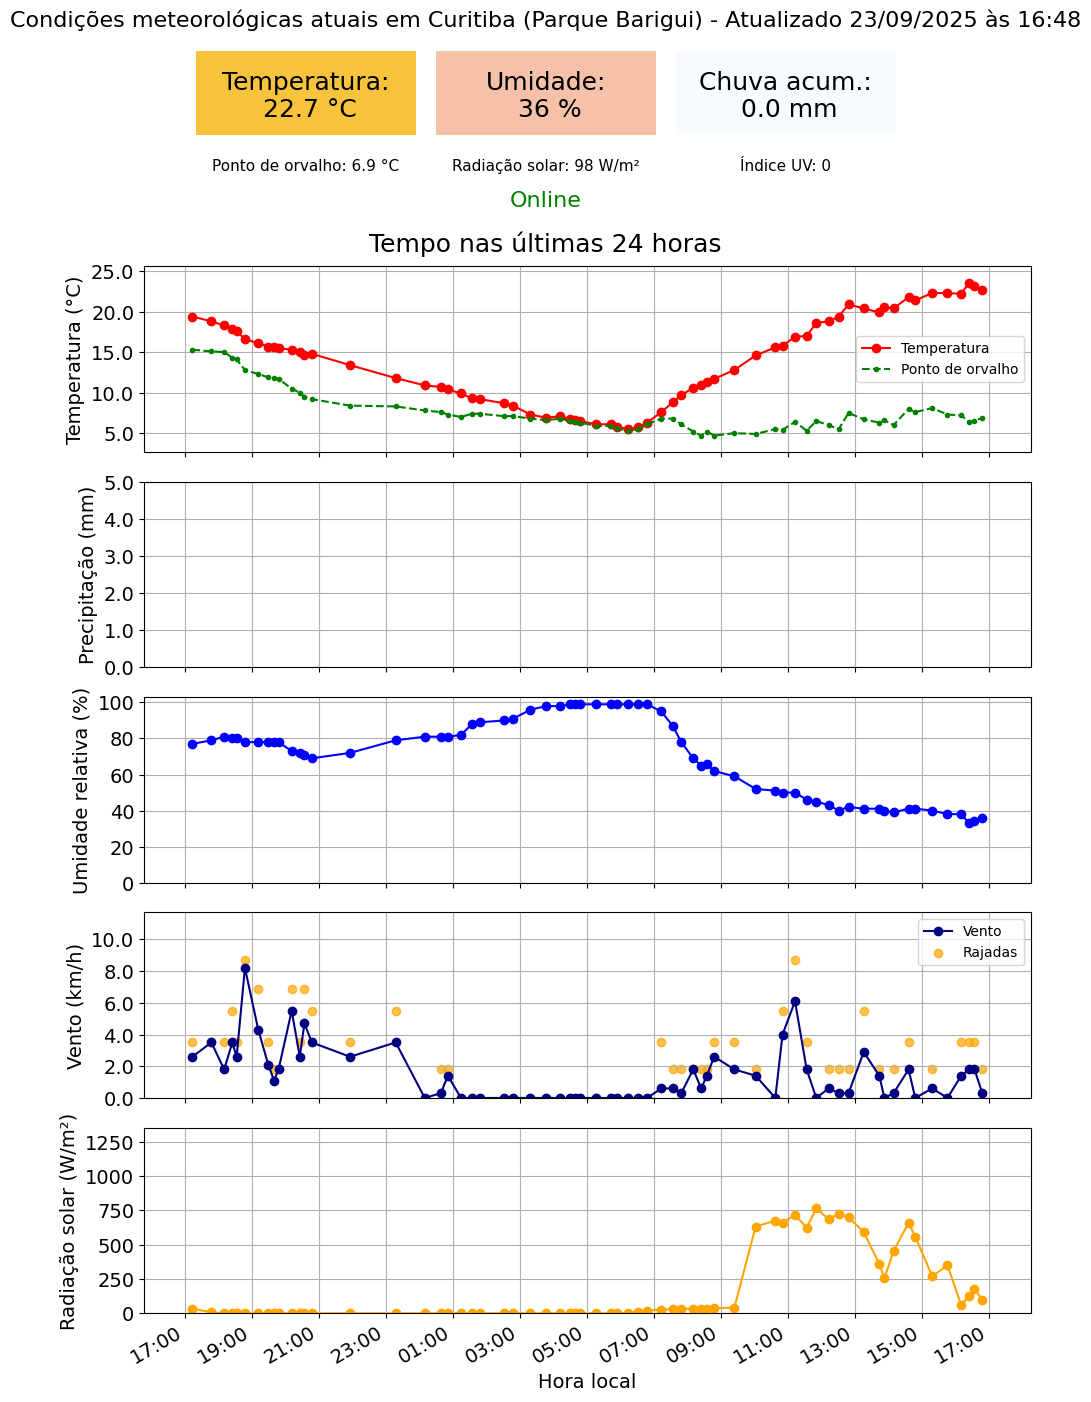 Condições meteorológicas atuais em Curitiba (Parque Barigui) - Atualizado 23/09/2025 às 16:48
Temperatura:
22.7 °C
Umidade:
36 %
Chuva acum.:
0.0 mm
Ponto de orvalho: 6.9 °C
Radiação solar: 98 W/m²
Índice UV: 0
Online
Tempo nas últimas 24 horas
Temperatura (°C)
25.0
20.0
15.0
10.0
5.0
Temperatura
Ponto de orvalho
Precipitação (mm)
5.0
4.0
3.0
2.0
1.0
0.0
Umidade relativa (%)
100
80
60
40
20
0
Vento (km/h)
10.0
8.0
6.0
4.0
2.0
0.0
Vento
Rajadas
Radiação solar (W/m²)
1250
1000
750
500
250
0
17:00
19:00
21:00
23:00
01:00
03:00
05:00
07:00
09:00
11:00
13:00
15:00
17:00
Hora local